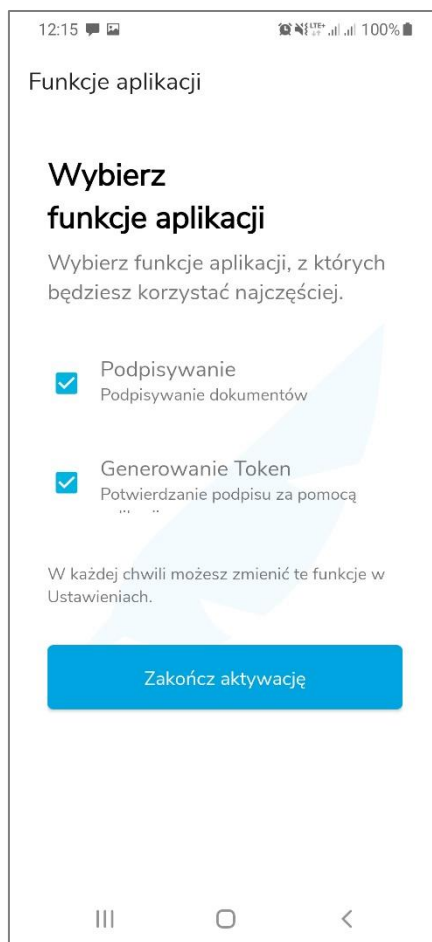 12:15 LTE+ 100%
Funkcje aplikacji
Wybierz
funkcje aplikacji
Wybierz funkcje aplikacji, z których
będziesz korzystać najczęściej.
Podpisywanie
Podpisywanie dokumentów
Generowanie Token
Potwierdzanie podpisu za pomocą
W każdej chwili możesz zmienić te funkcje w
Ustawieniach.
Zakończ aktywację